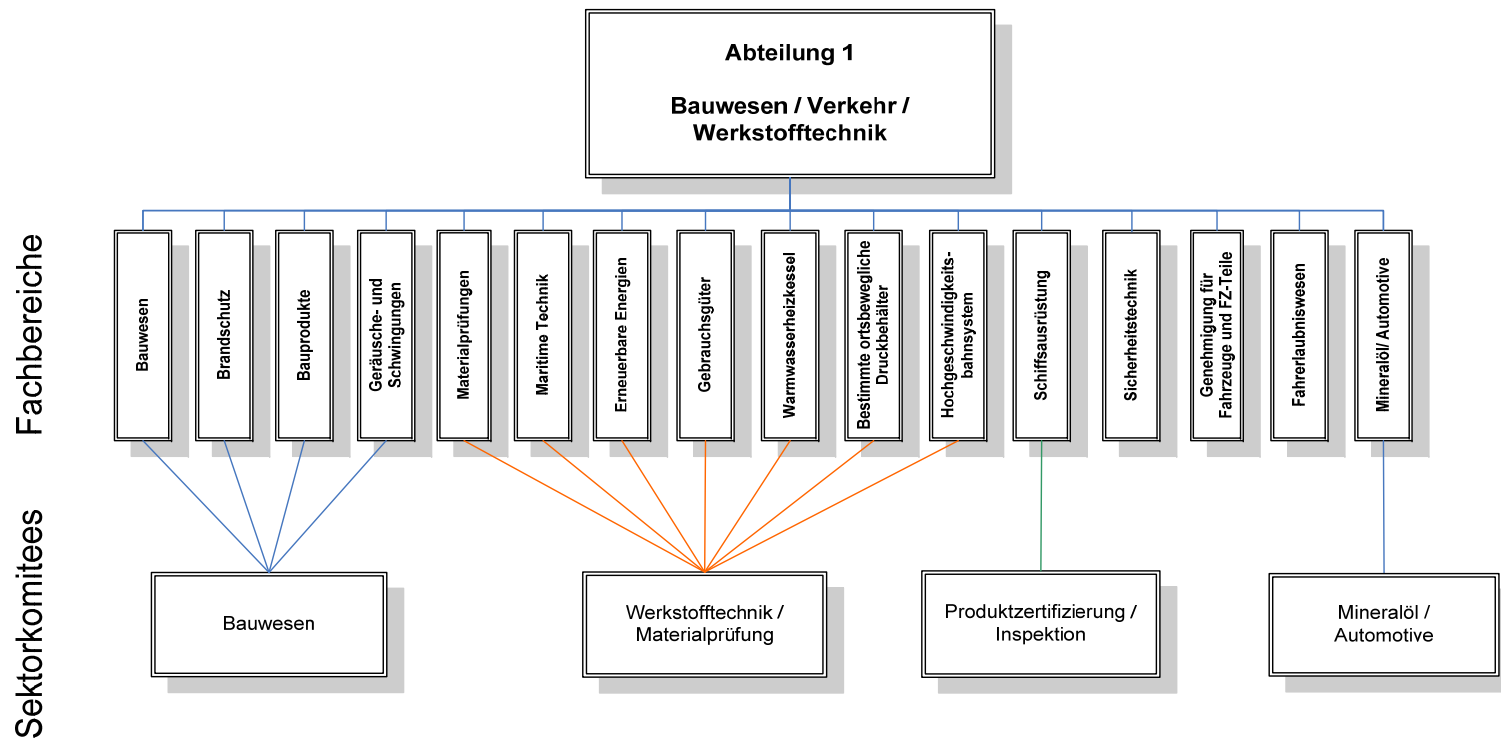 Abteilung 1
Bauwesen / Verkehr /
Werkstofftechnik
Fachbereiche
Bauwesen
Brandschutz
Bauprodukte
Geräusche- und
Schwingungen
Materialprüfungen
Maritime Technik
Erneuerbare Energien
Gebrauchsgüter
Warmwasserheizkessel
Bestimmte ortsbewegliche
Druckbehälter
Hochgeschwindigkeits-
bahnsystem
Schiffsausrüstung
Sicherheitstechnik
Genehmigung für
Fahrzeuge und FZ-Teile
Fahrerlaubniswesen
Mineralöl/ Automotive
Sektorkomitees
Bauwesen
Werkstofftechnik /
Materialprüfung
Produktzertifizierung /
Inspektion
Mineralöl /
Automotive